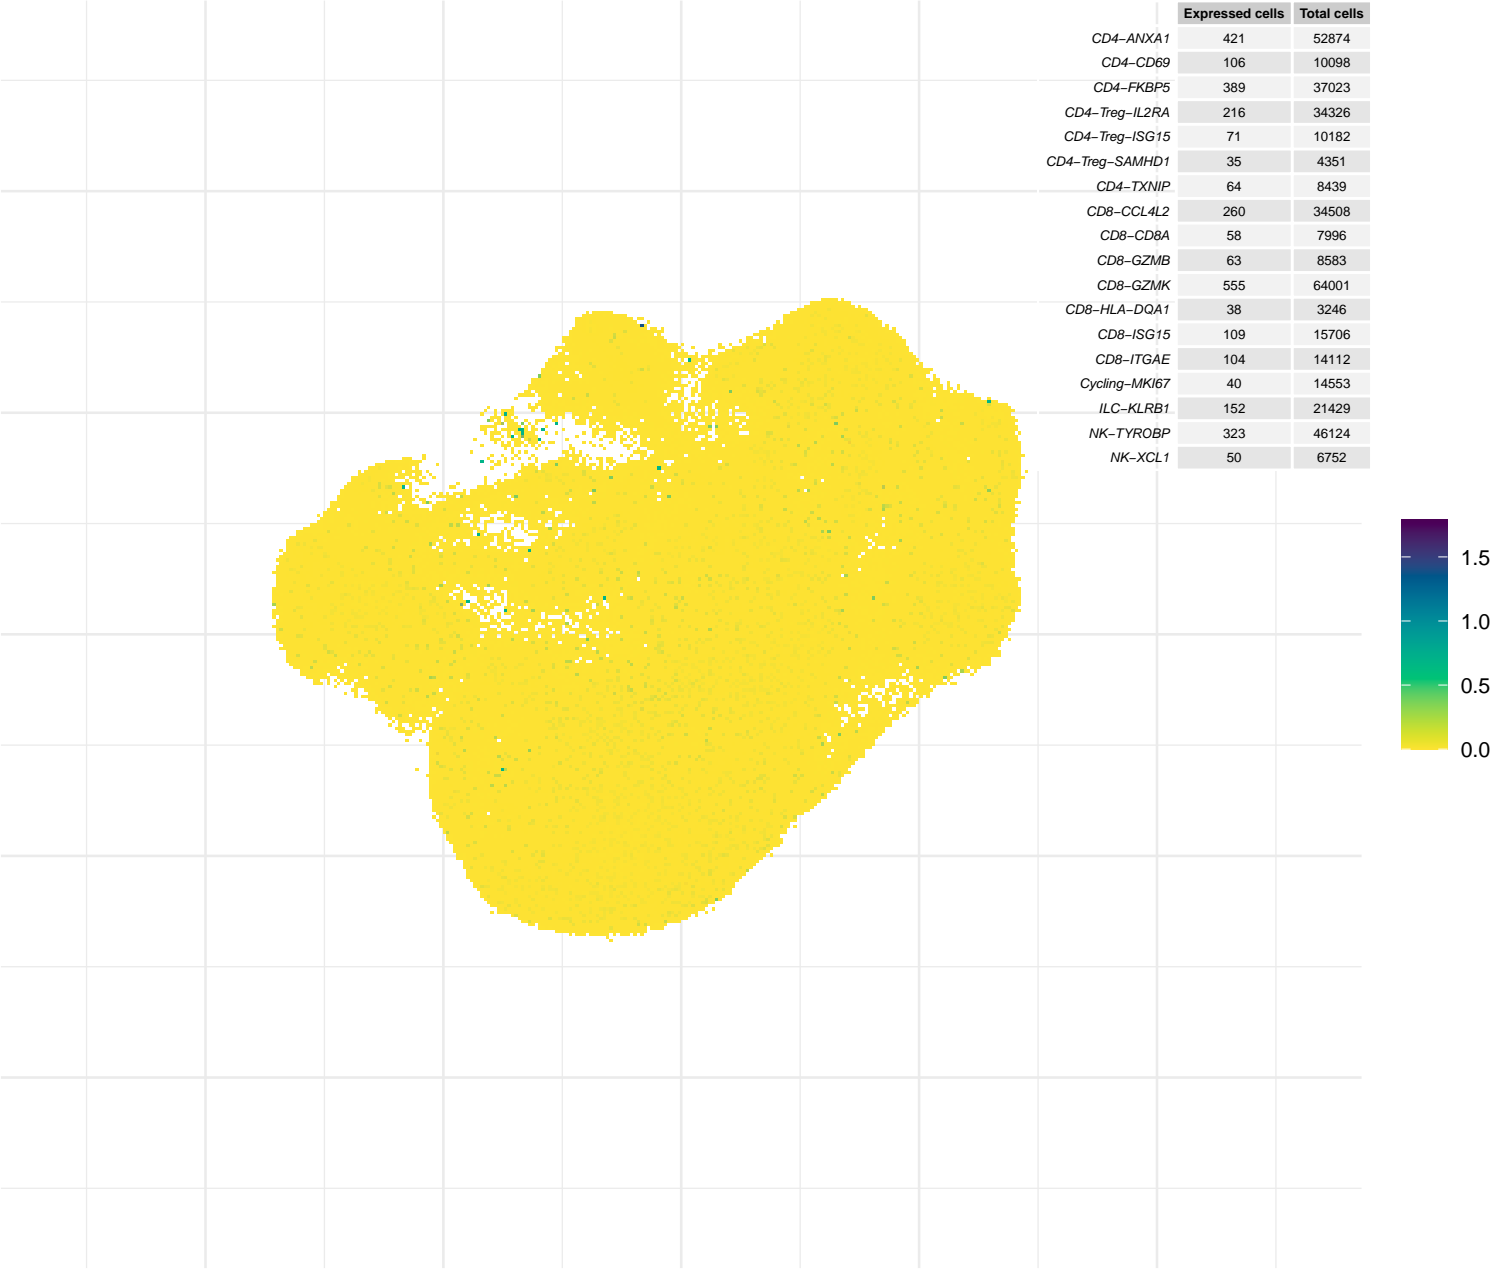 Expressed cells Total cells
CD4−ANXA1 421 52874
CD4−CD69 106 10098
CD4−FKBP5 389 37023
CD4−Treg−IL2RA 216 34326
CD4−Treg−ISG15 71 10182
CD4−Treg−SAMHD1 35 4351
CD4−TXNIP 64 8439
CD8−CCL4L2 260 34508
CD8−CD8A 58 7996
CD8−GZMB 63 8583
CD8−GZMK 555 64001
CD8−HLA−DQA1 38 3246
CD8−ISG15 109 15706
CD8−ITGAE 104 14112
Cycling−MKI67 40 14553
ILC−KLRB1 152 21429
NK−TYROBP 323 46124
NK−XCL1 50 6752
1.5
1.0
0.5
0.0